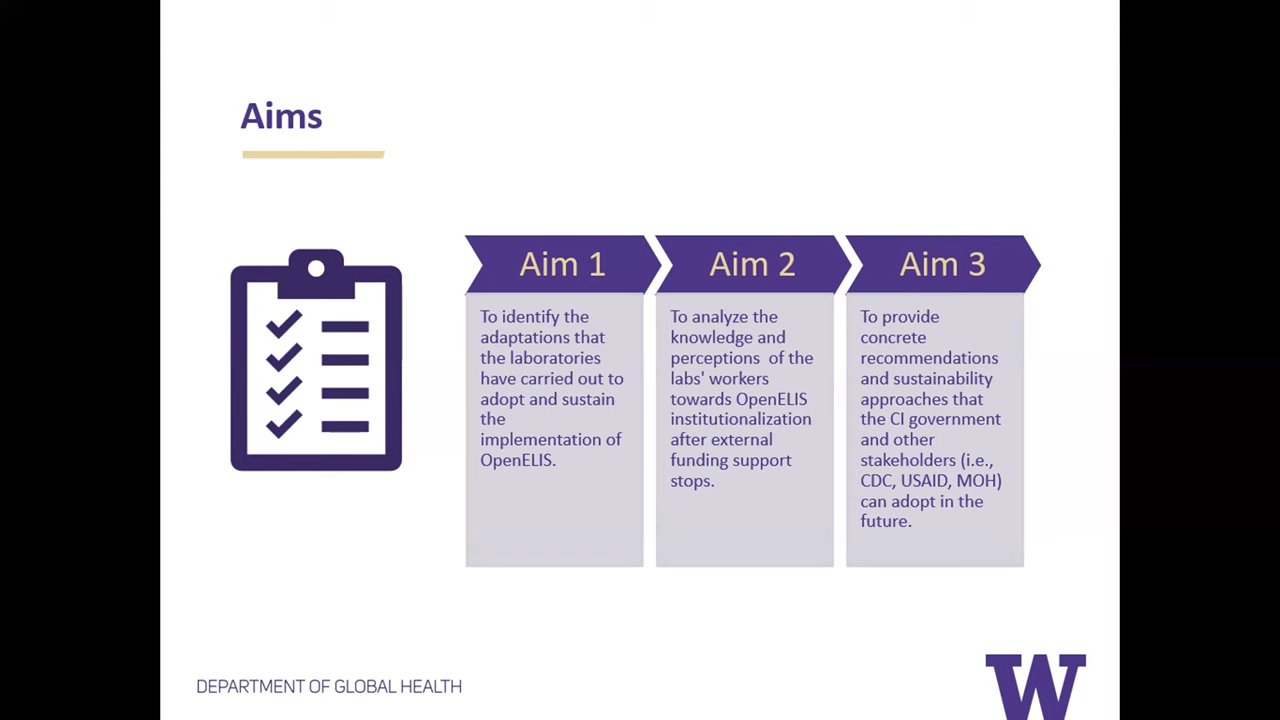 Aims
Aim 1
To identify the
adaptations that
the laboratories
have carried out to
adopt and sustain
the
implementation of
OpenELIS.
Aim 2
To analyze the
knowledge and
perceptions of the
labs' workers
towards OpenELIS
institutionalization
after external
funding support
stops.
Aim 3
To provide
concrete
recommendations
and sustainability
approaches that
the CI government
and other
stakeholders (i.e.,
CDC, USAID, MOH)
can adopt in the
future.
DEPARTMENT OF GLOBAL HEALTH
W